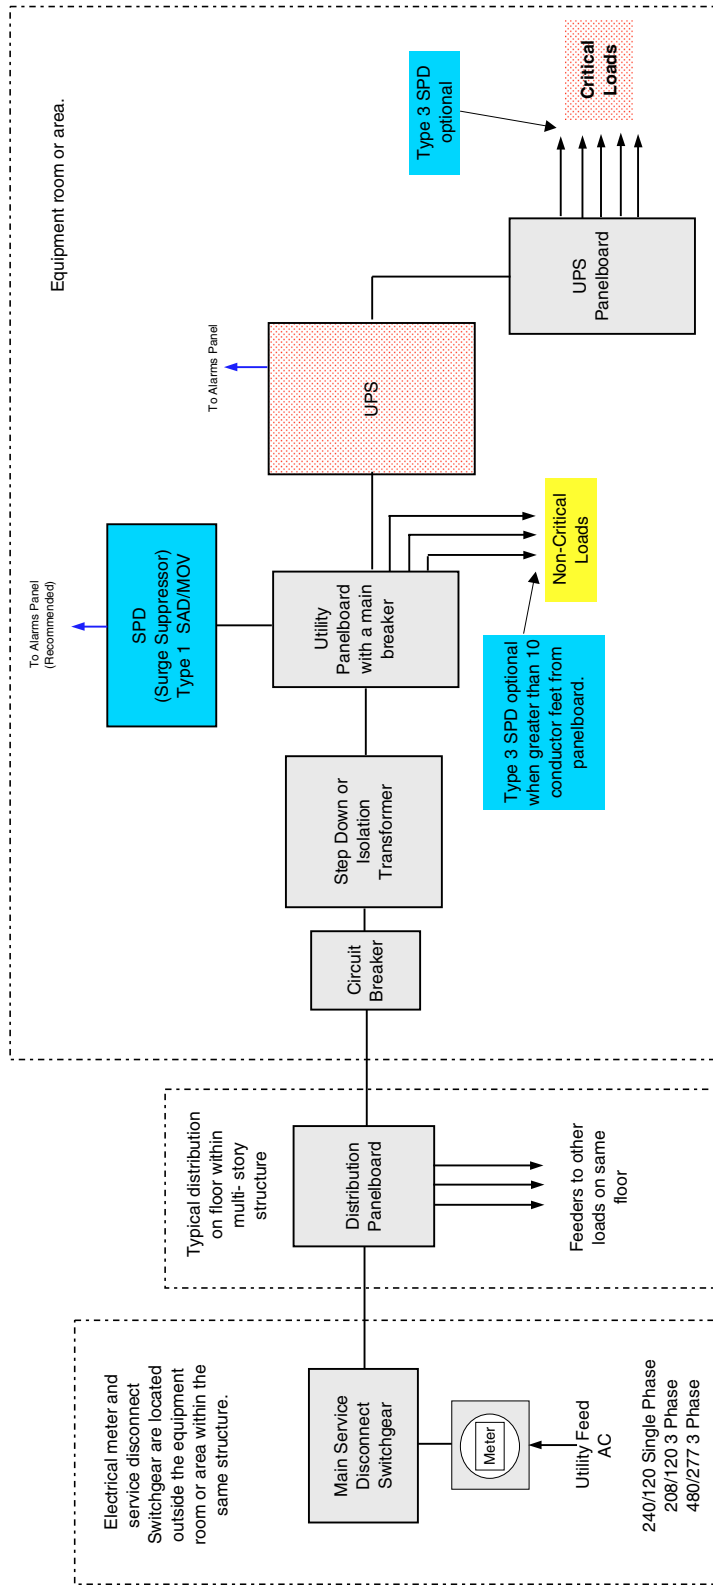 Electrical meter and
service disconnect
Switchgear are located
outside the equipment
room or area within the
same structure.
Main Service
Disconnect
Switchgear
Meter
Utility Feed
AC
240/120 Single Phase
208/120 3 Phase
480/277 3 Phase
Typical distribution
on floor within
multi- story
structure
Distribution
Panelboard
Feeders to other
loads on same
floor
Equipment room or area.
Circuit
Breaker
Step Down or
Isolation
Transformer
To Alarms Panel
(Recommended)
SPD
(Surge Suppressor)
Type 1 SAD/MOV
Utility
Panelboard
with a main
breaker
Non-Critical
Loads
Type 3 SPD optional
when greater than 10
conductor feet from
panelboard.
To Alarms Panel
UPS
UPS
Panelboard
Type 3 SPD
optional
Critical
Loads